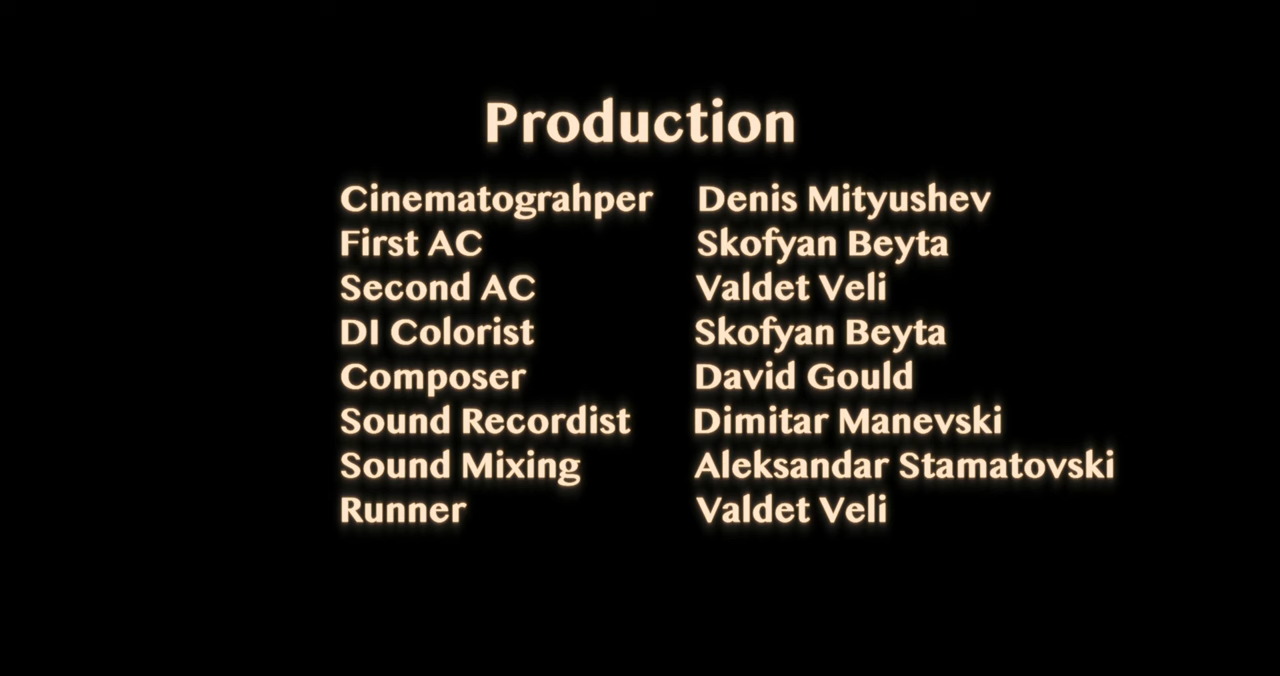 Production
Cinematograhper Denis Mityushev
First AC Skofyan Beyta
Second AC Valdet Veli
DI Colorist Skofyan Beyta
Composer David Gould
Sound Recordist Dimitar Manevski
Sound Mixing Aleksandar Stamatovski
Runner Valdet Veli